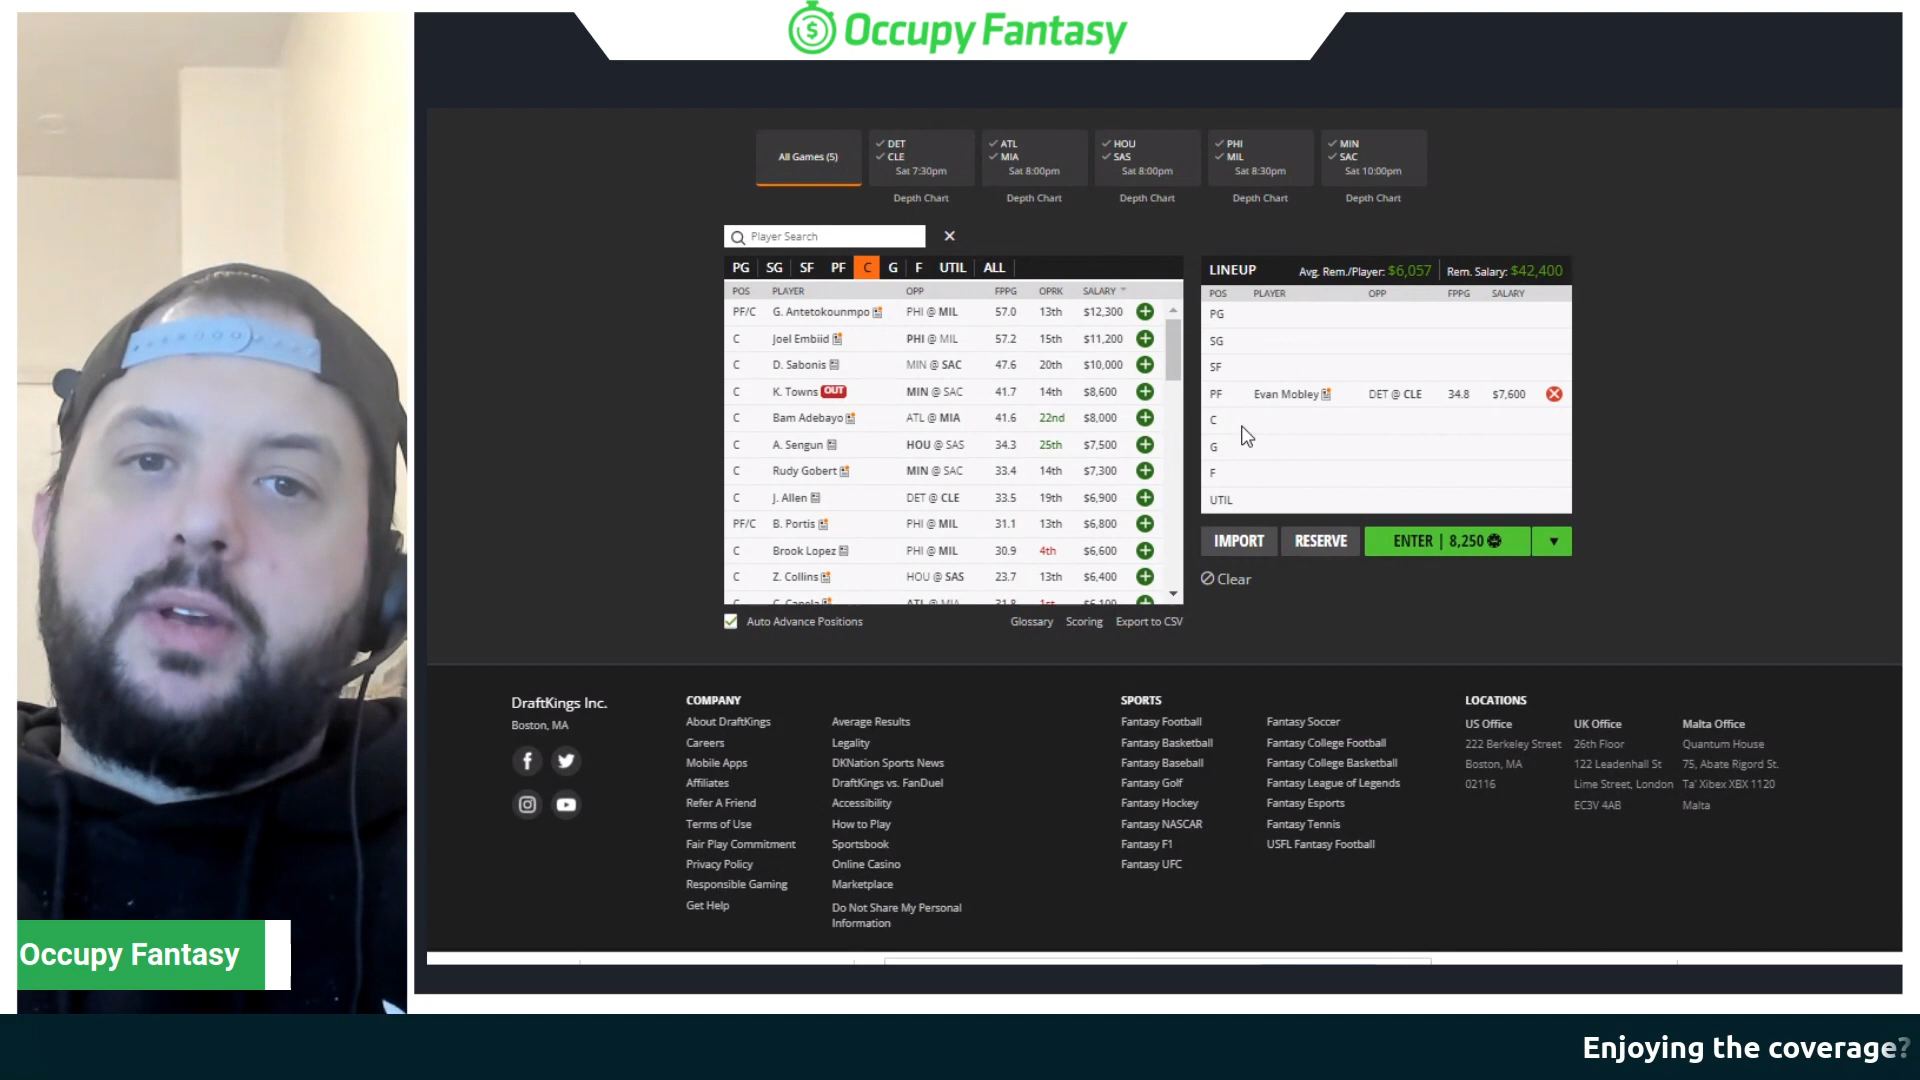 Occupy Fantasy
All Games (5)
DET
CLE
Sat 7:30pm
ATL
MIA
Sat 8:00pm
HOU
SAS
Sat 8:00pm
PHI
MIL
Sat 8:30pm
MIN
SAC
Sat 10:00pm
Depth Chart
Depth Chart
Depth Chart
Depth Chart
Depth Chart
Player Search
PG SG SF PF C G F UTIL ALL
POS PLAYER OPP FPPG OPRK SALARY
PF/C G. Antetokounmpo PHI @ MIL 57.0 13th $12,300
C Joel Embiid PHI @ MIL 57.2 15th $11,200
C D. Sabonis MIN @ SAC 47.6 20th $10,000
C K. Towns OUT MIN @ SAC 41.7 14th $8,600
C Bam Adebayo ATL @ MIA 41.6 22nd $8,000
C A. Sengun HOU @ SAS 34.3 25th $7,500
C Rudy Gobert MIN @ SAC 33.4 14th $7,300
C J. Allen DET @ CLE 33.5 19th $6,900
PF/C B. Portis PHI @ MIL 31.1 13th $6,800
C Brook Lopez PHI @ MIL 30.9 4th $6,600
C Z. Collins HOU @ SAS 23.7 13th $6,400
C C. Capela ATL @ MIA 31.8 1st $6,100
Auto Advance Positions
Glossary Scoring Export to CSV
LINEUP Avg. Rem./Player: $6,057 Rem. Salary: $42,400
POS PLAYER OPP FPPG SALARY
PG
SG
SF
PF Evan Mobley DET @ CLE 34.8 $7,600
C
G
F
UTIL
IMPORT RESERVE ENTER | 8,250
Clear
DraftKings Inc.
Boston, MA
COMPANY
About DraftKings
Careers
Mobile Apps
Affiliates
Refer A Friend
Terms of Use
Fair Play Commitment
Privacy Policy
Responsible Gaming
Get Help
Average Results
Legality
DKNation Sports News
DraftKings vs. FanDuel
Accessibility
How to Play
Sportsbook
Online Casino
Marketplace
Do Not Share My Personal
Information
SPORTS
Fantasy Football
Fantasy Basketball
Fantasy Baseball
Fantasy Golf
Fantasy Hockey
Fantasy NASCAR
Fantasy F1
Fantasy UFC
Fantasy Soccer
Fantasy College Football
Fantasy College Basketball
Fantasy League of Legends
Fantasy Esports
Fantasy Tennis
USFL Fantasy Football
LOCATIONS
US Office
222 Berkeley Street
Boston, MA
02116
UK Office
26th Floor
122 Leadenhall St
Lime Street, London
EC3V 4AB
Malta Office
Quantum House
75, Abate Rigord St.
Ta' Xibex XBX 1120
Malta
Occupy Fantasy
Enjoying the coverage?